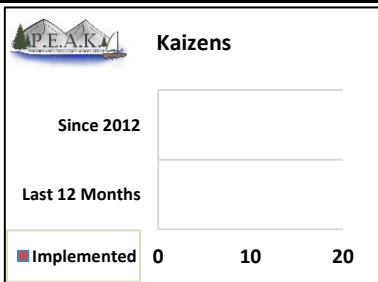 P.E.A.K.
Kaizens
Since 2012
Last 12 Months
Implemented
0 10 20